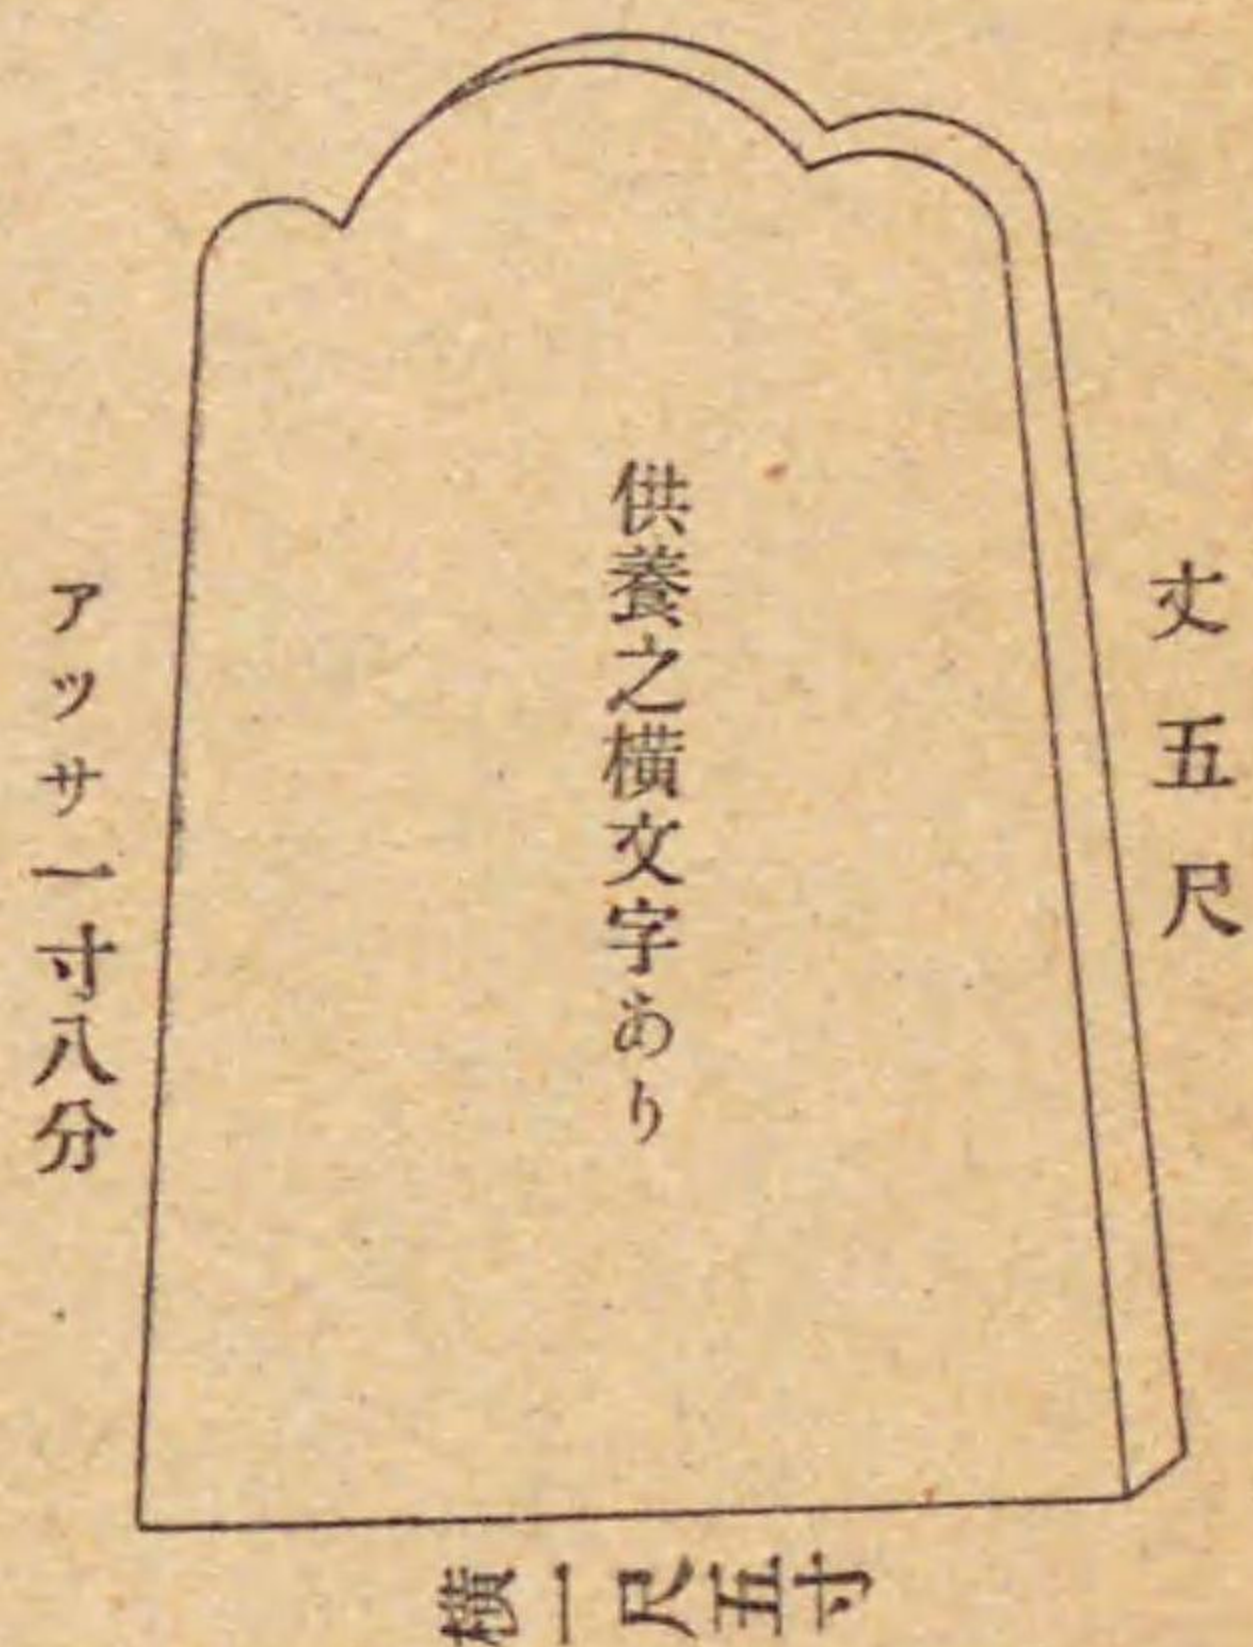 丈五尺
供養之横文字あり
アツサ一寸八分
横一尺五寸